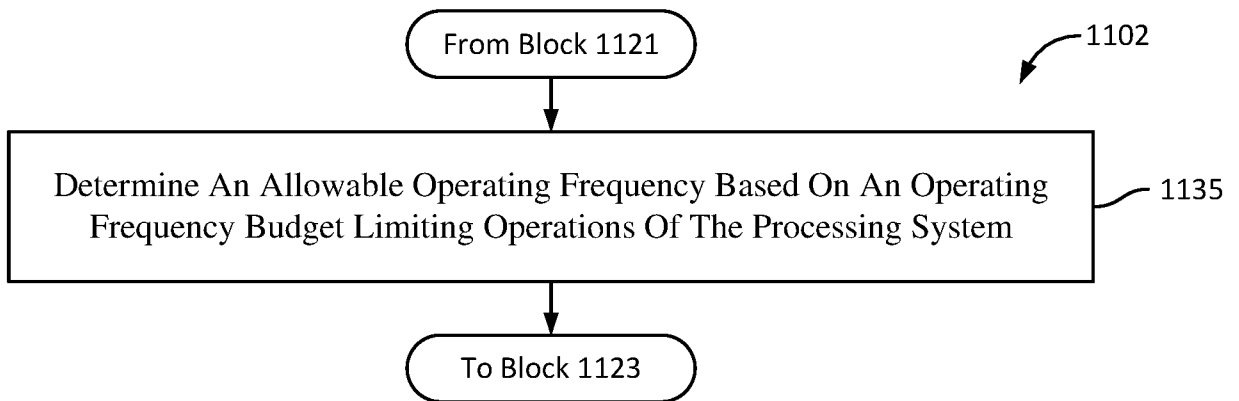 From Block 1121
1102
Determine An Allowable Operating Frequency Based On An Operating
Frequency Budget Limiting Operations Of The Processing System
1135
To Block 1123